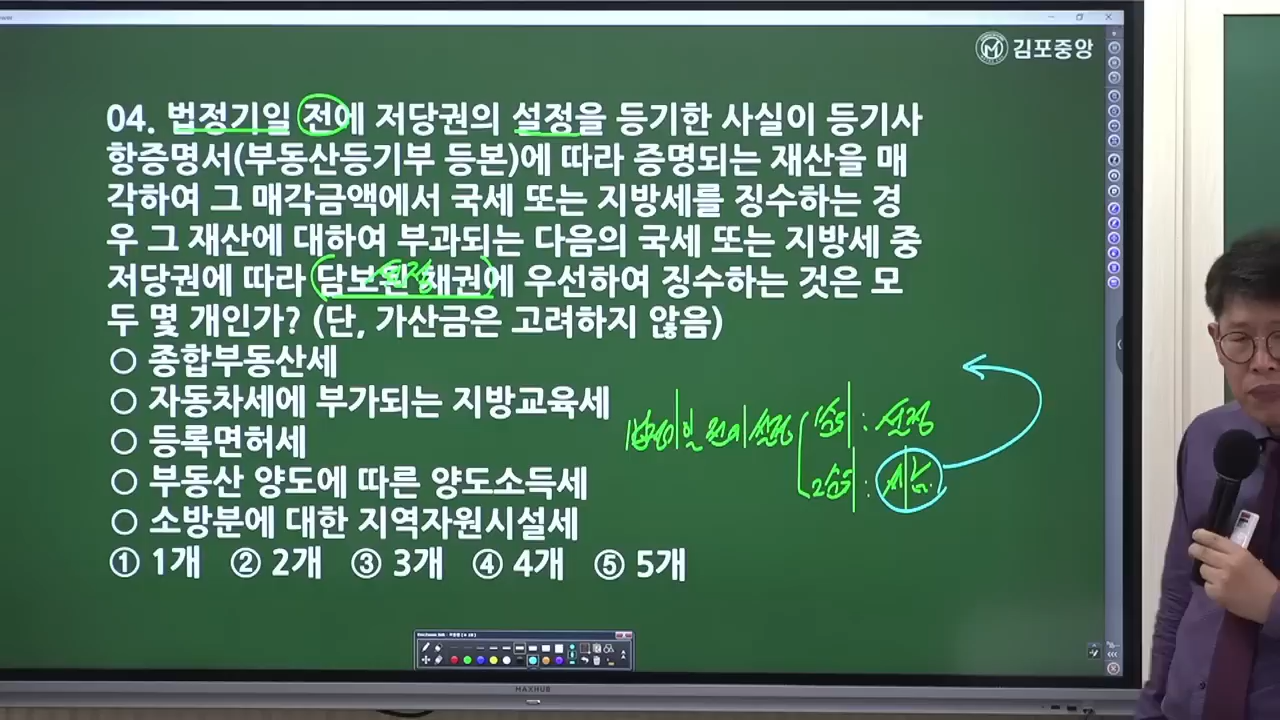 김포중앙
04. 법정기일 전에 저당권의 설정을 등기한 사실이 등기사
항증명서(부동산등기부 등본)에 따라 증명되는 재산을 매
각하여 그 매각금액에서 국세 또는 지방세를 징수하는 경
우 그 재산에 대하여 부과되는 다음의 국세 또는 지방세 중
저당권에 따라 담보된 채권에 우선하여 징수하는 것은 모
두 몇 개인가? (단, 가산금은 고려하지 않음)
○ 종합부동산세
○ 자동차세에 부가되는 지방교육세
○ 등록면허세
○ 부동산 양도에 따른 양도소득세
○ 소방분에 대한 지역자원시설세
① 1개 ② 2개 ③ 3개 ④ 4개 ⑤ 5개
MAXHUB